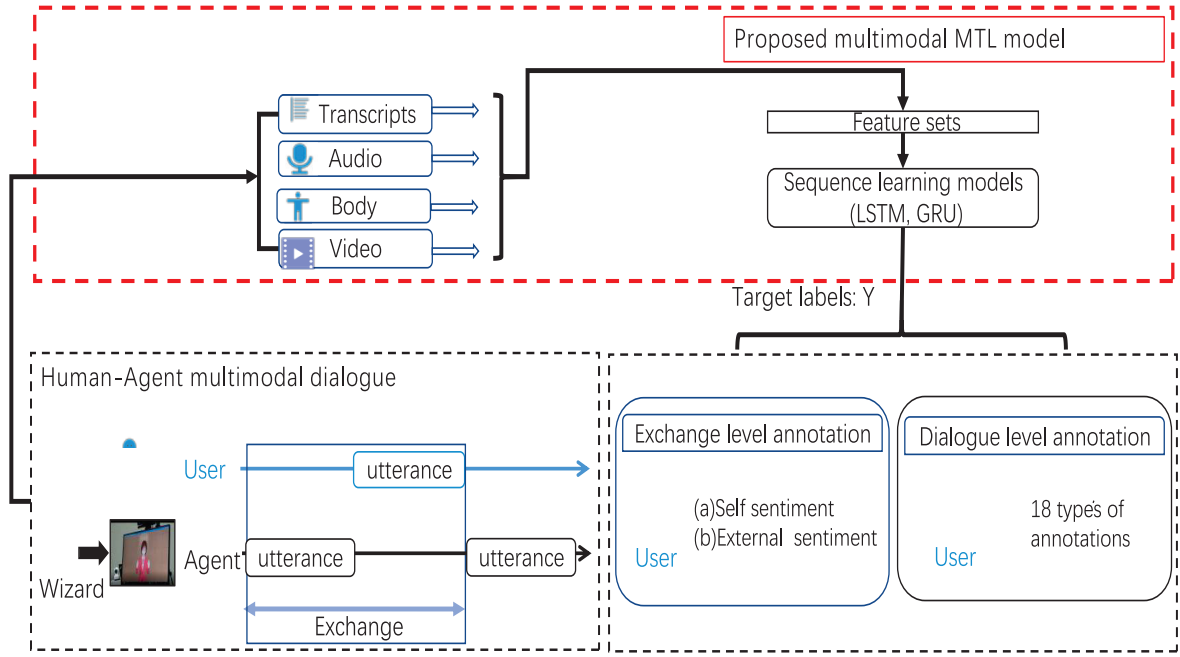 Proposed multimodal MTL model
Transcripts
Audio
Body
Video
Feature sets
Sequence learning models
(LSTM, GRU)
Target labels: Y
Human-Agent multimodal dialogue
User
utterance
Wizard
Agent
utterance
utterance
Exchange
Exchange level annotation
(a)Self sentiment
(b)External sentiment
User
Dialogue level annotation
18 type's of
annotations
User